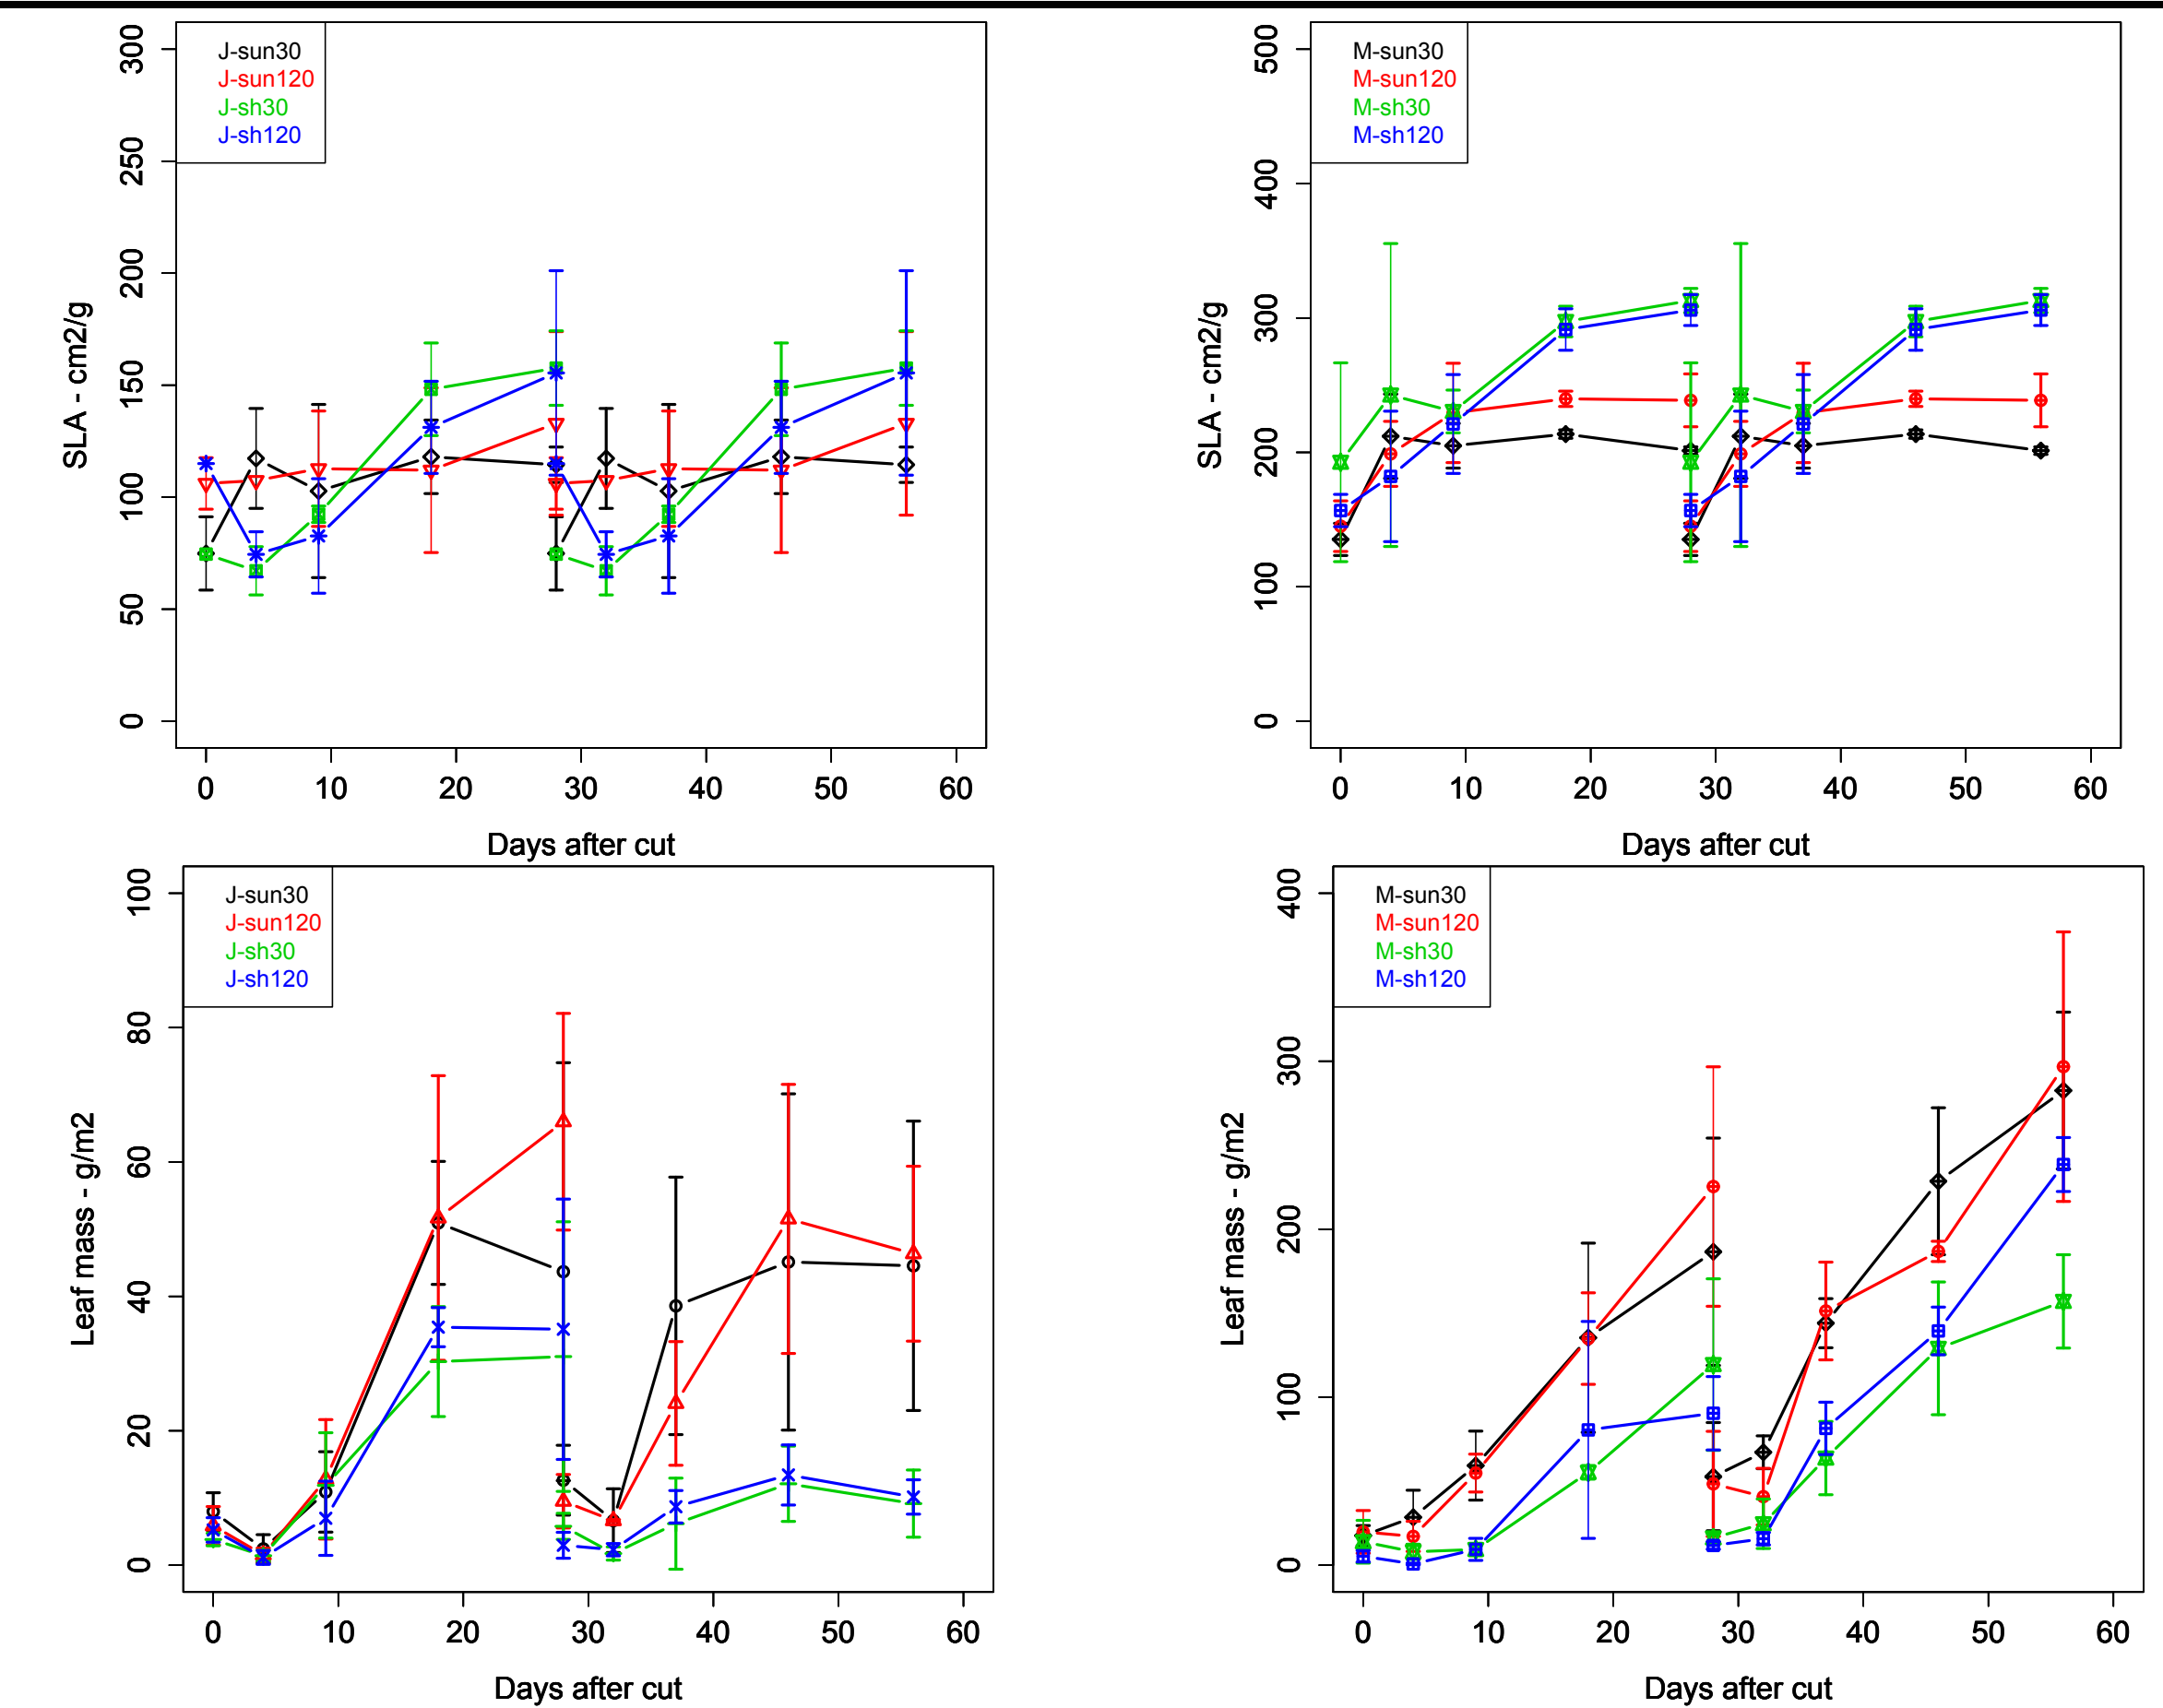 J-sun30
J-sun120
J-sh30
J-sh120
SLA - cm2/g
300
250
200
150
100
50
0
0 10 20 30 40 50 60
Days after cut
M-sun30
M-sun120
M-sh30
M-sh120
SLA - cm2/g
500
400
300
200
100
0
0 10 20 30 40 50 60
Days after cut
J-sun30
J-sun120
J-sh30
J-sh120
Leaf mass - g/m2
100
80
60
40
20
0
0 10 20 30 40 50 60
Days after cut
M-sun30
M-sun120
M-sh30
M-sh120
Leaf mass - g/m2
400
300
200
100
0
0 10 20 30 40 50 60
Days after cut